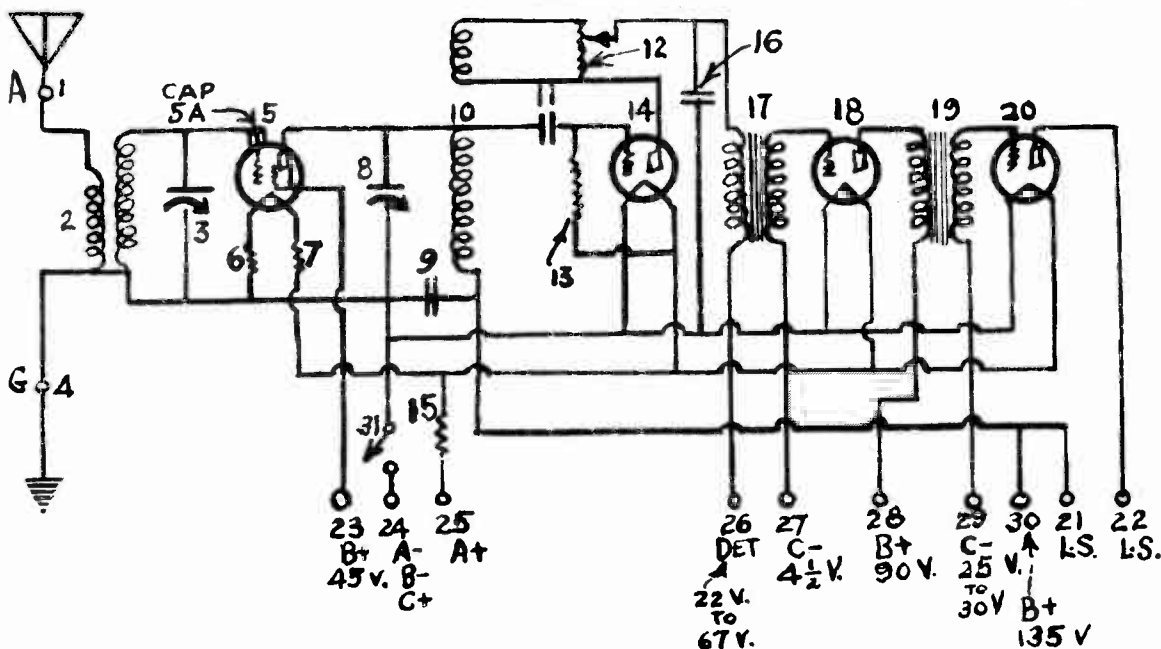 A
1
CAP
5A
5
2
3
6
7
8
9
10
11
12
13
14
16
17
18
19
20
G
4
15
31
23
B+
45 V.
24
A-
B-
C+
25
A+
26
DET
22 V.
TO
67 V.
27
C-
4 1/2 V.
28
B+
90 V.
29
C-
25 V.
TO
30 V
30
A
B+
135 V
21
L.S.
22
L.S.